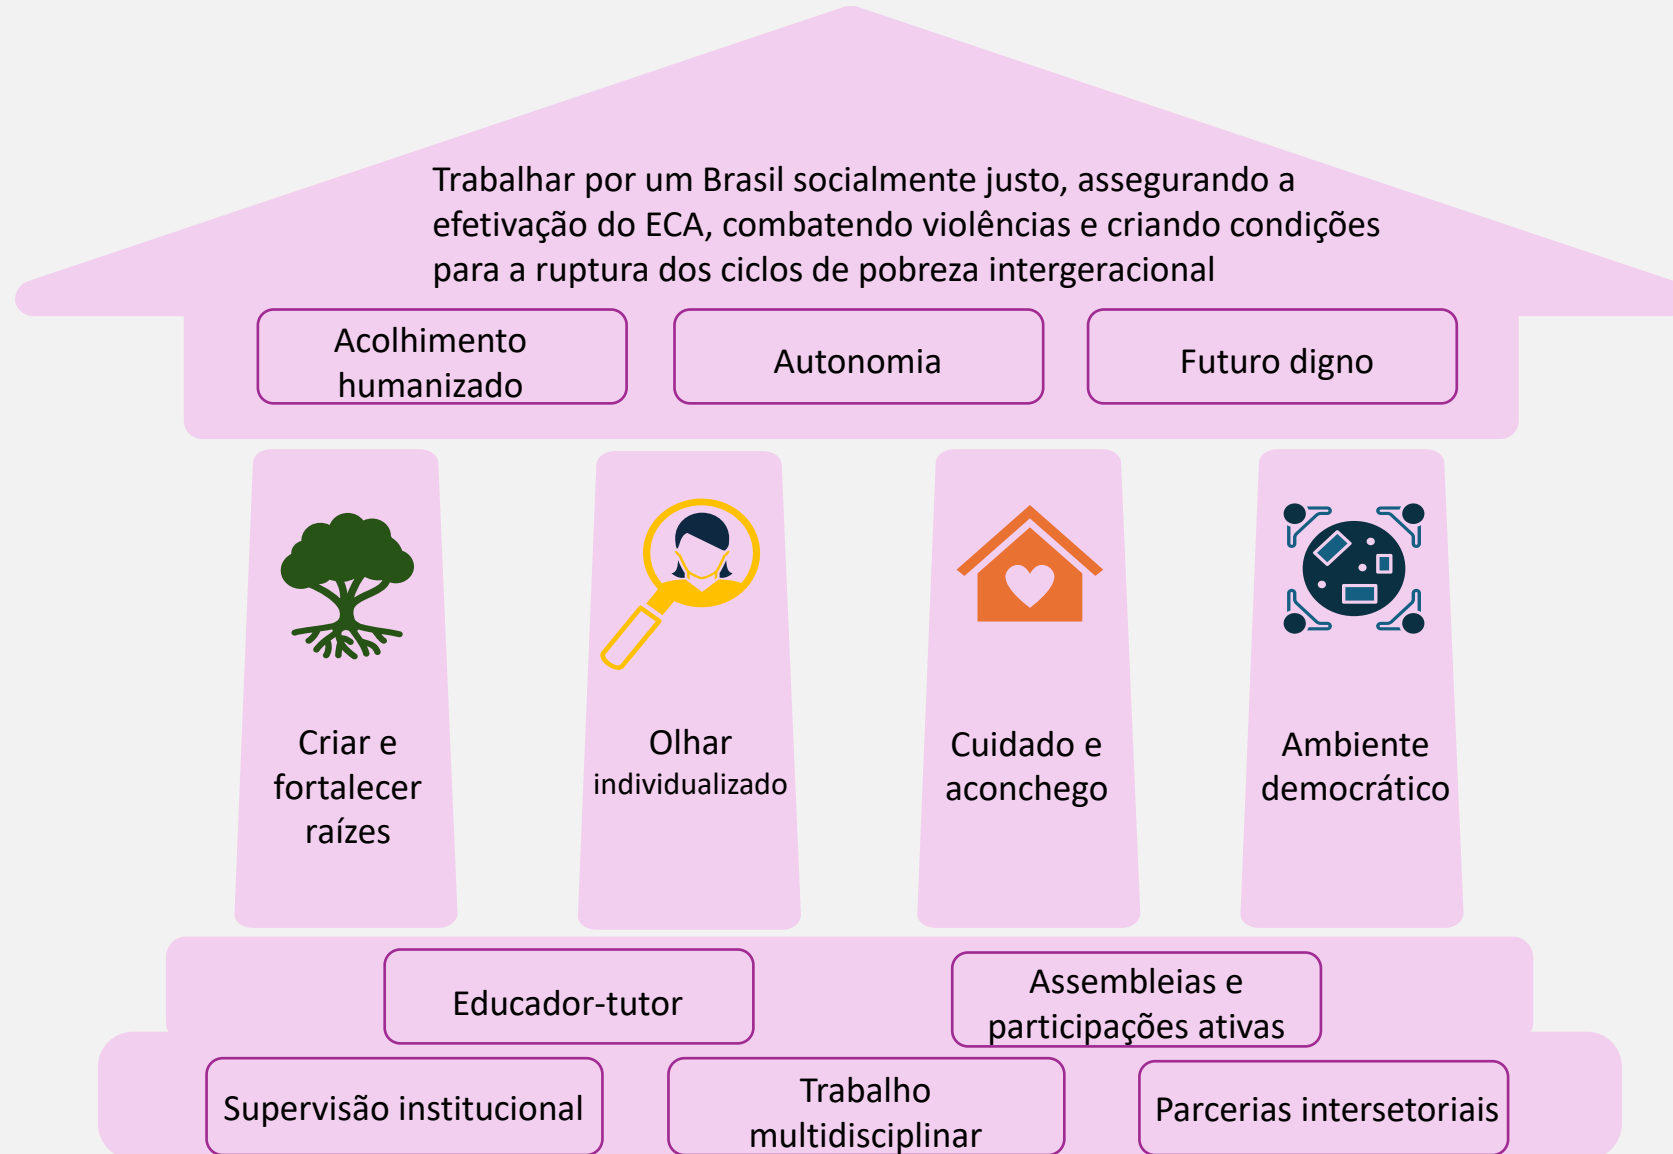 Trabalhar por um Brasil socialmente justo, assegurando a
efetivação do ECA, combatendo violências e criando condições
para a ruptura dos ciclos de pobreza intergeracional
Acolhimento
humanizado
Autonomia
Futuro digno
Criar e
fortalecer
raízes
Olhar
individualizado
Cuidado e
aconchego
Ambiente
democrático
Educador-tutor
Assembleias e
participações ativas
Supervisão institucional
Trabalho
multidisciplinar
Parcerias intersetoriais